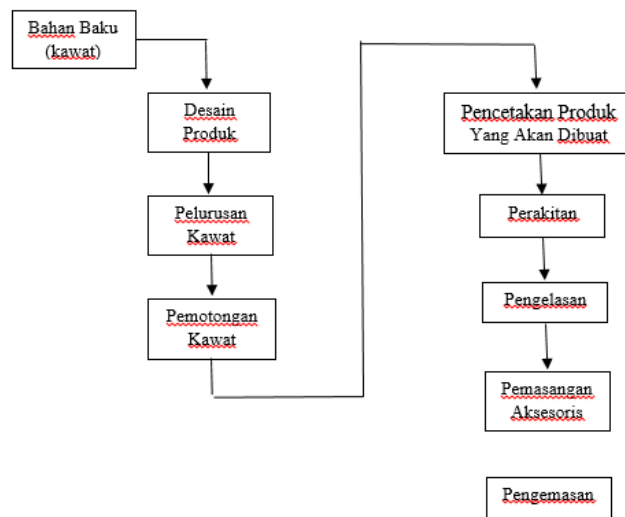 Bahan Baku
(kawat)
Desain
Produk
Pelurusan
Kawat
Pemotongan
Kawat
Pencetakan Produk
Yang Akan Dibuat
Perakitan
Pengelasan
Pemasangan
Aksesoris
Pengemasan